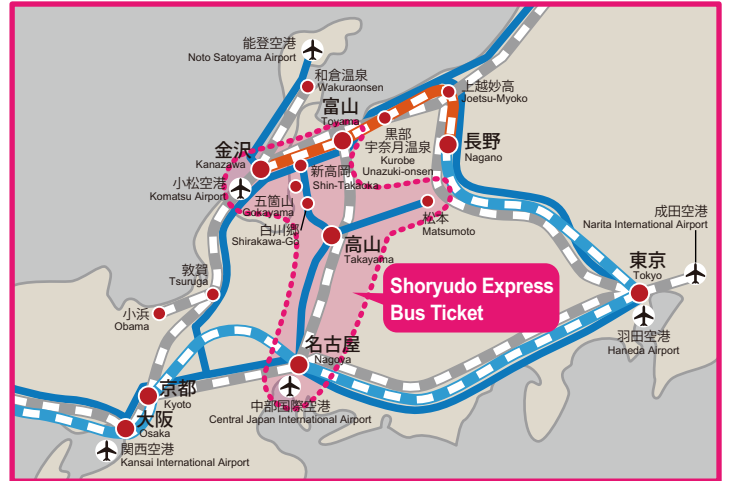 能登空港
Noto Satoyama Airport
和倉温泉
Wakuraonsen
上越妙高
Joetsu-Myoko
富山
Toyama
黒部
宇奈月温泉
Kurobe
Unazuki-onsen
長野
Nagano
金沢
Kanazawa
新高岡
Shin-Takaoka
小松空港
Komatsu Airport
五箇山
Gokayama
白川郷
Shirakawa-Go
松本
Matsumoto
高山
Takayama
成田空港
Narita International Airport
東京
Tokyo
敦賀
Tsuruga
小浜
Obama
Shoryudo Express
Bus Ticket
羽田空港
Haneda Airport
名古屋
Nagoya
中部国際空港
Central Japan International Airport
京都
Kyoto
大阪
Osaka
関西空港
Kansai International Airport